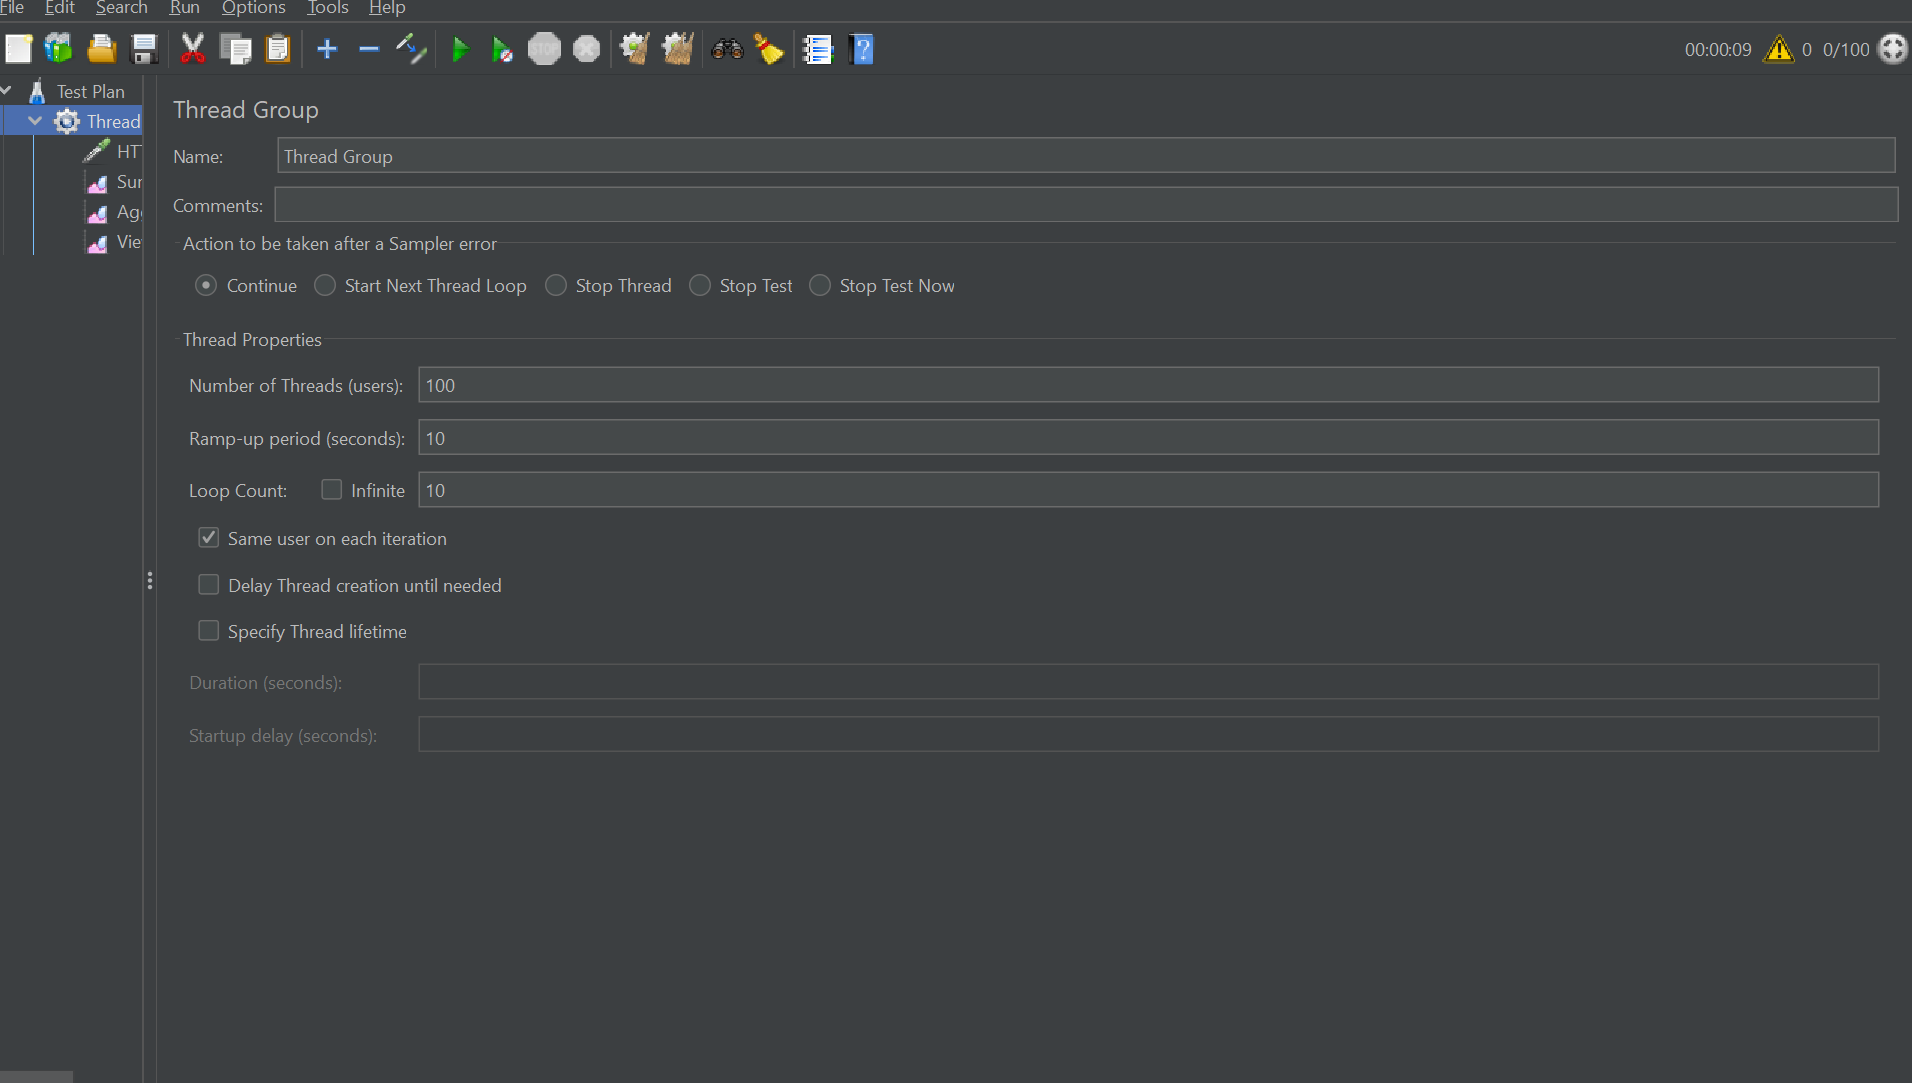 File Edit Search Run Options Tools Help
STOP
00:00:09 0 0/100
Test Plan
Thread
HT
Sur
Agg
Vie
Thread Group
Name: Thread Group
Comments:
Action to be taken after a Sampler error
Continue Start Next Thread Loop Stop Thread Stop Test Stop Test Now
Thread Properties
Number of Threads (users): 100
Ramp-up period (seconds): 10
Loop Count: Infinite 10
Same user on each iteration
Delay Thread creation until needed
Specify Thread lifetime
Duration (seconds):
Startup delay (seconds):